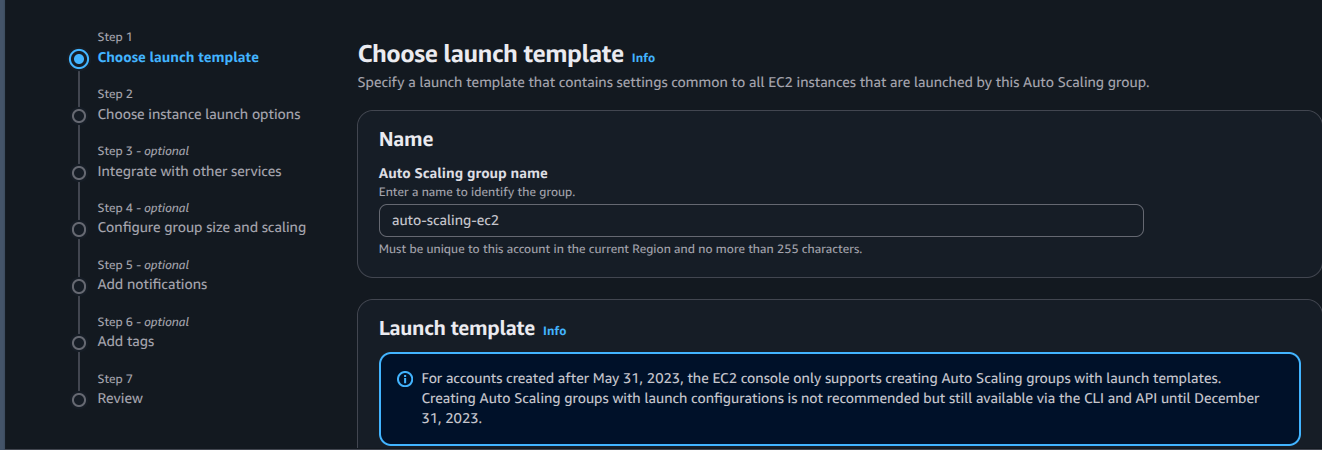 Step 1
Choose launch template
Step 2
Choose instance launch options
Step 3 - optional
Integrate with other services
Step 4 - optional
Configure group size and scaling
Step 5 - optional
Add notifications
Step 6 - optional
Add tags
Step 7
Review
Choose launch template Info
Specify a launch template that contains settings common to all EC2 instances that are launched by this Auto Scaling group.
Name
Auto Scaling group name
Enter a name to identify the group.
auto-scaling-ec2
Must be unique to this account in the current Region and no more than 255 characters.
Launch template Info
For accounts created after May 31, 2023, the EC2 console only supports creating Auto Scaling groups with launch templates.
Creating Auto Scaling groups with launch configurations is not recommended but still available via the CLI and API until December
31, 2023.